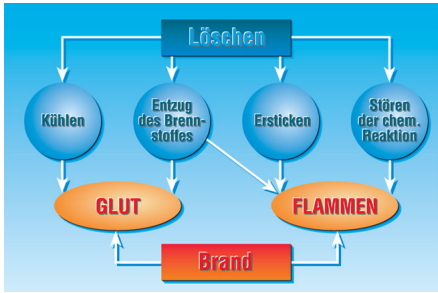 Löschen
Kühlen
Entzug
des Brenn-
stoffes
Ersticken
Stören
der chem.
Reaktion
GLUT
FLAMMEN
Brand